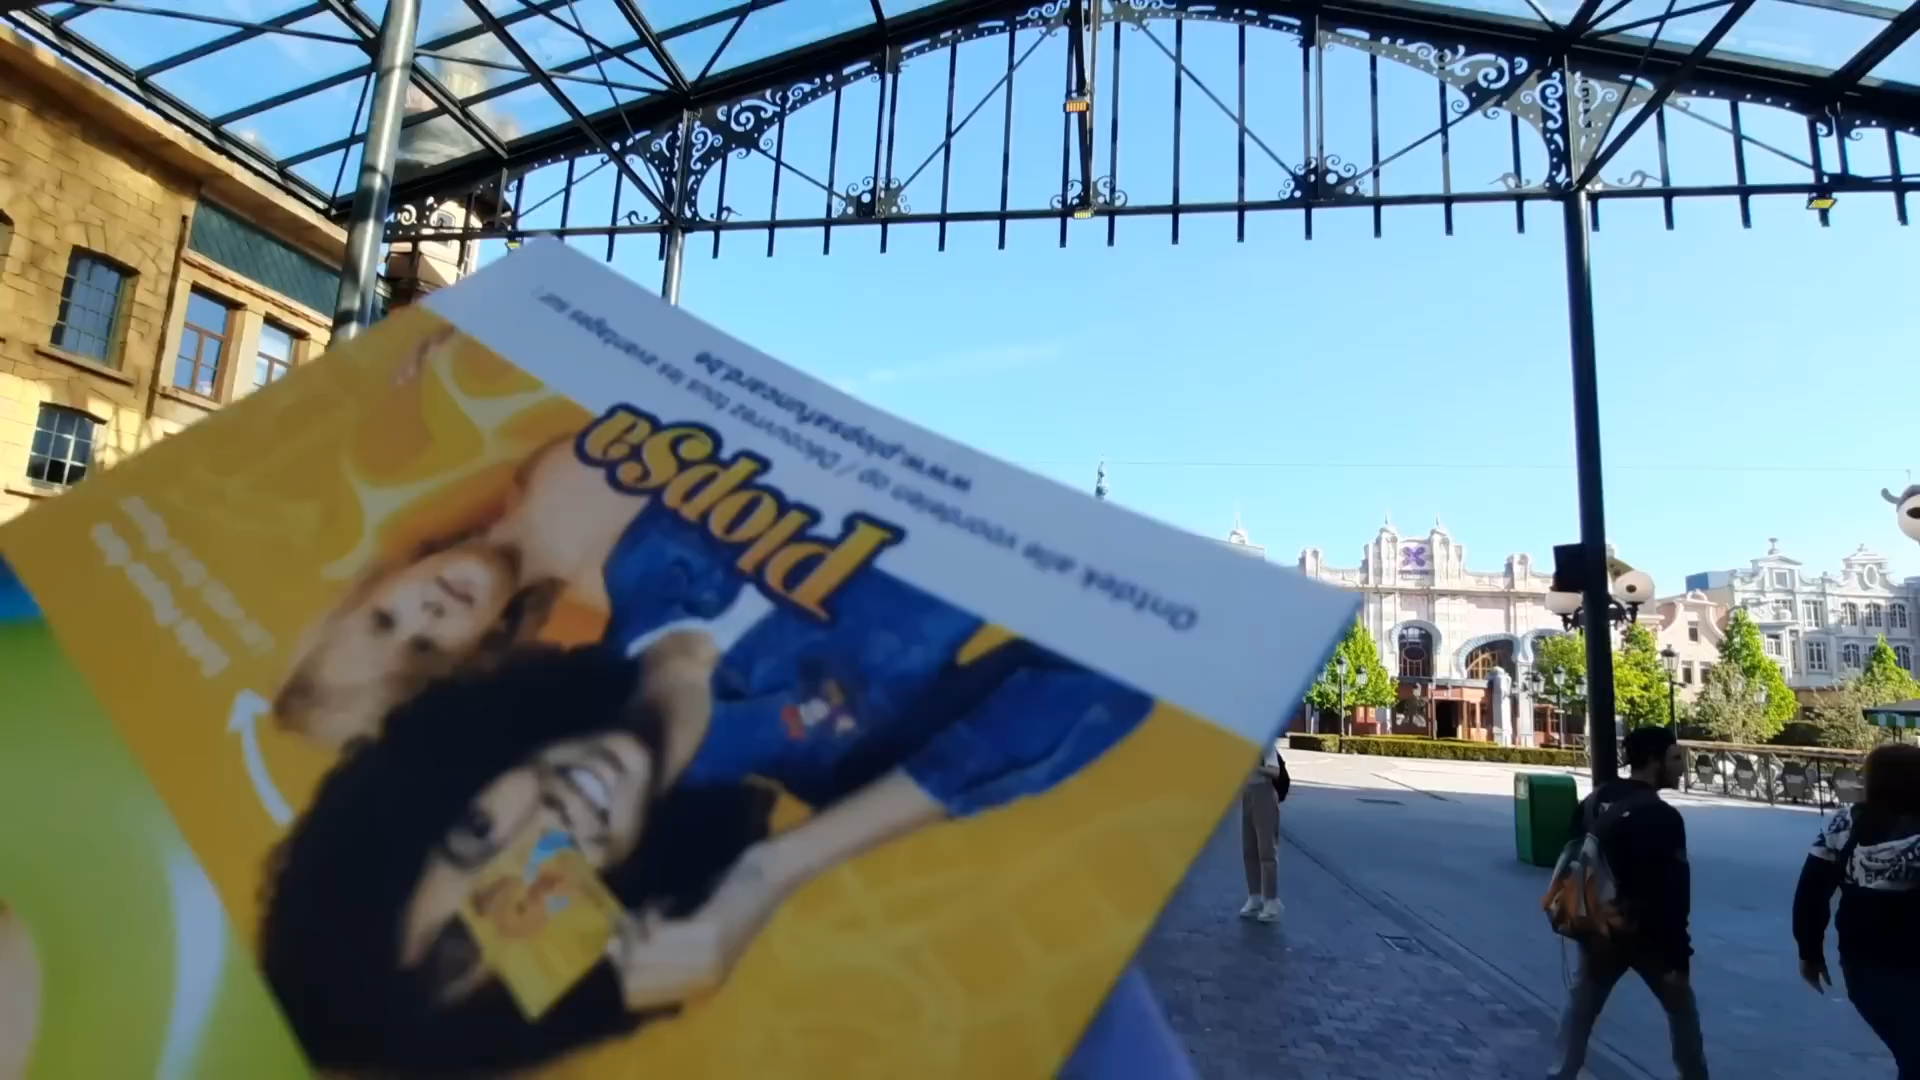 plopsa
Ontdek alle voordelen op / Découvrez tous les avantages sur :
www.plopsafuncard.be